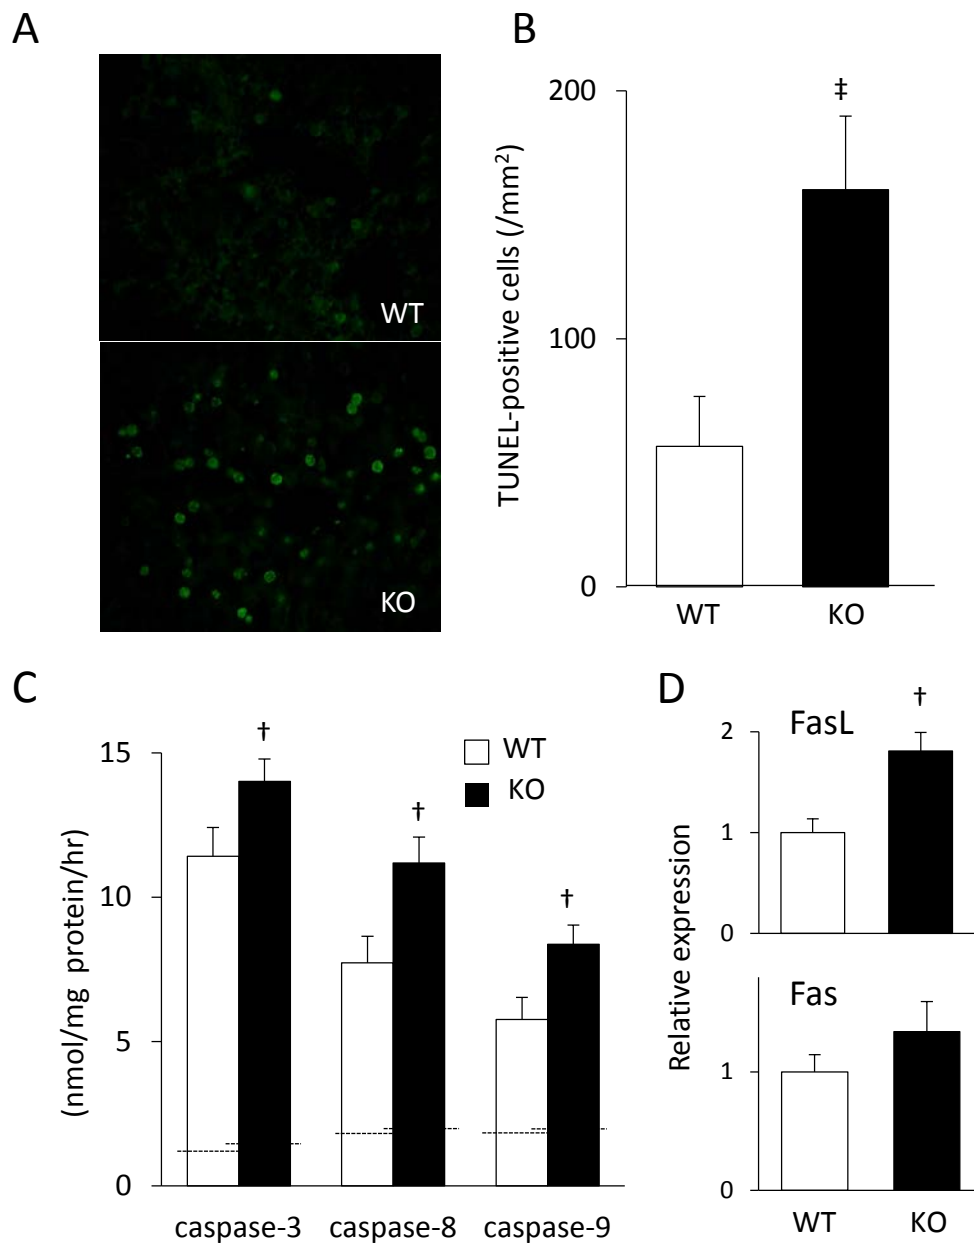 A
WT
KO
B
TUNEL-positive cells (/mm²)
200
100
0
‡
WT
KO
C
(nmol/mg protein/hr)
15
10
5
0
†
†
†
WT
KO
caspase-3
caspase-8
caspase-9
D
Relative expression
FasL
†
2
1
0
Fas
1
0
WT
KO